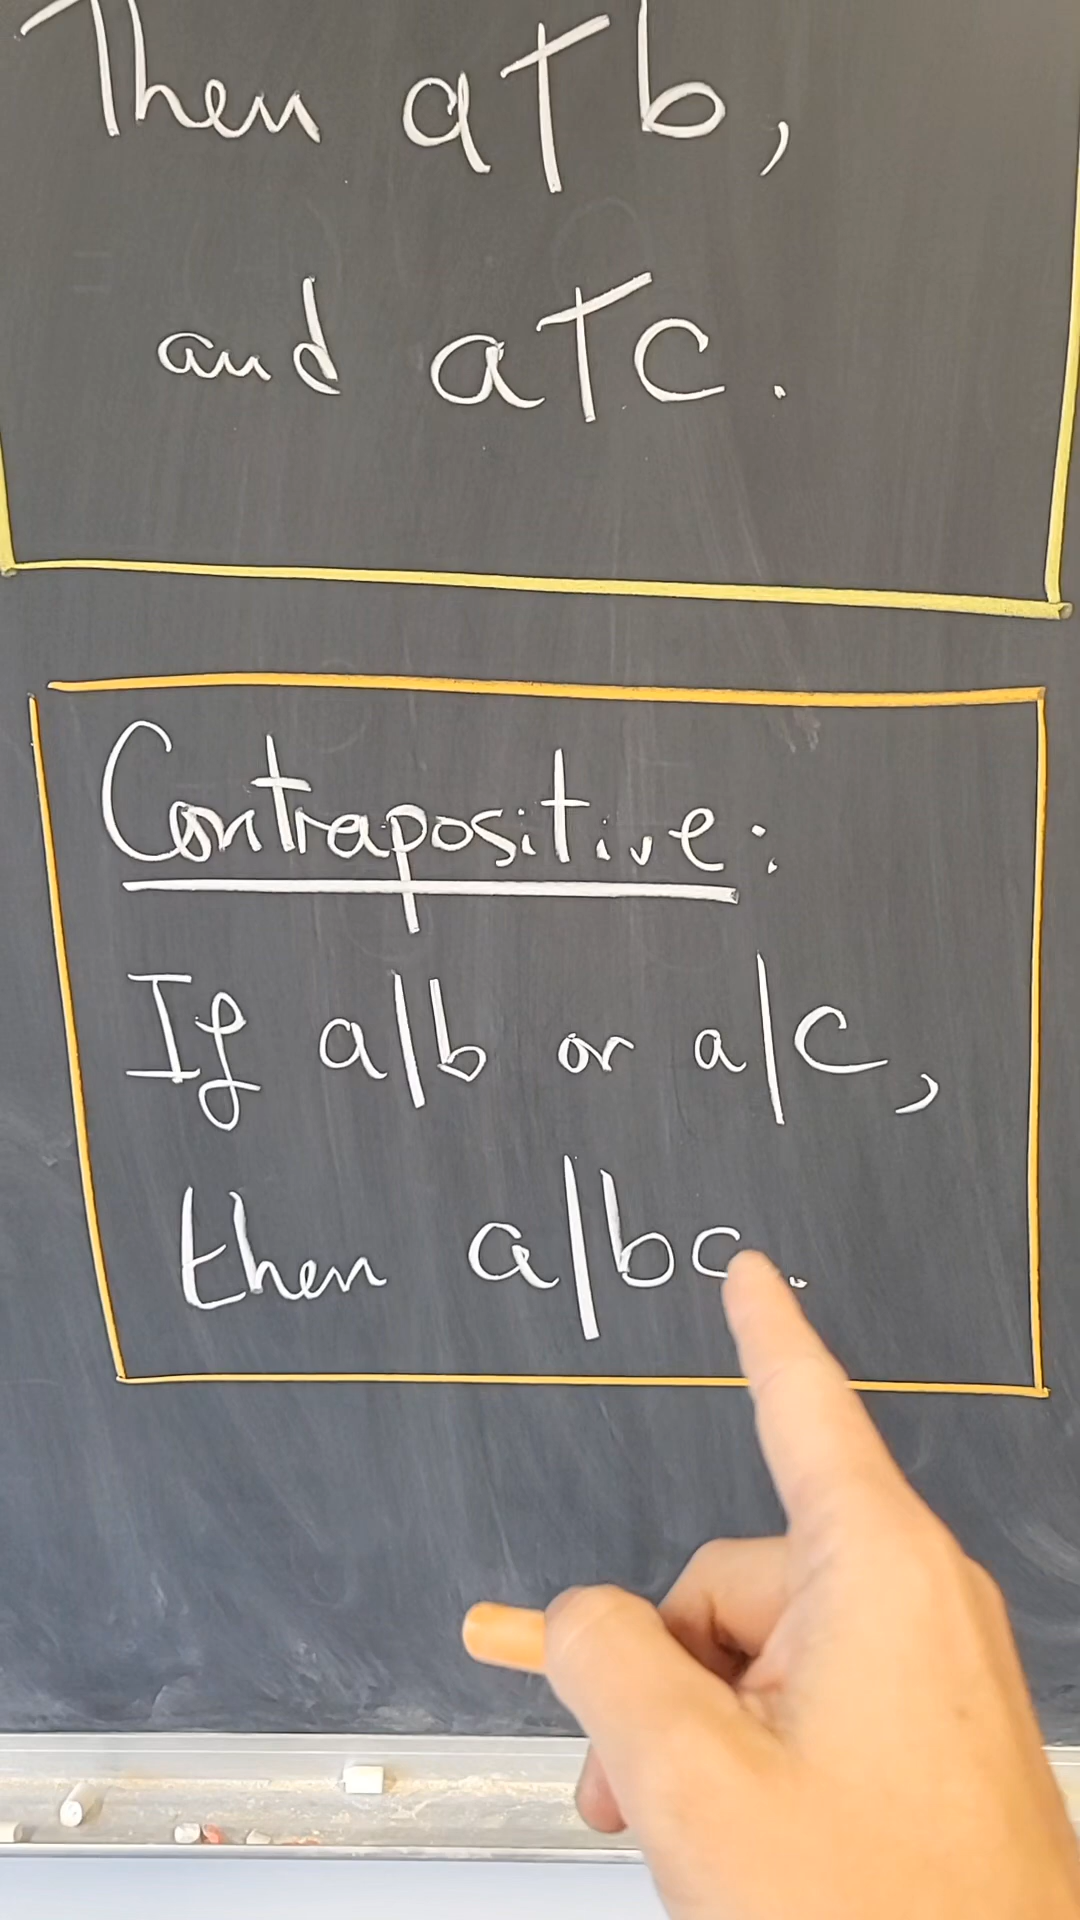 Then a†b,
and a†c.
Contrapositive:
If a|b or a|c,
then a|bc.